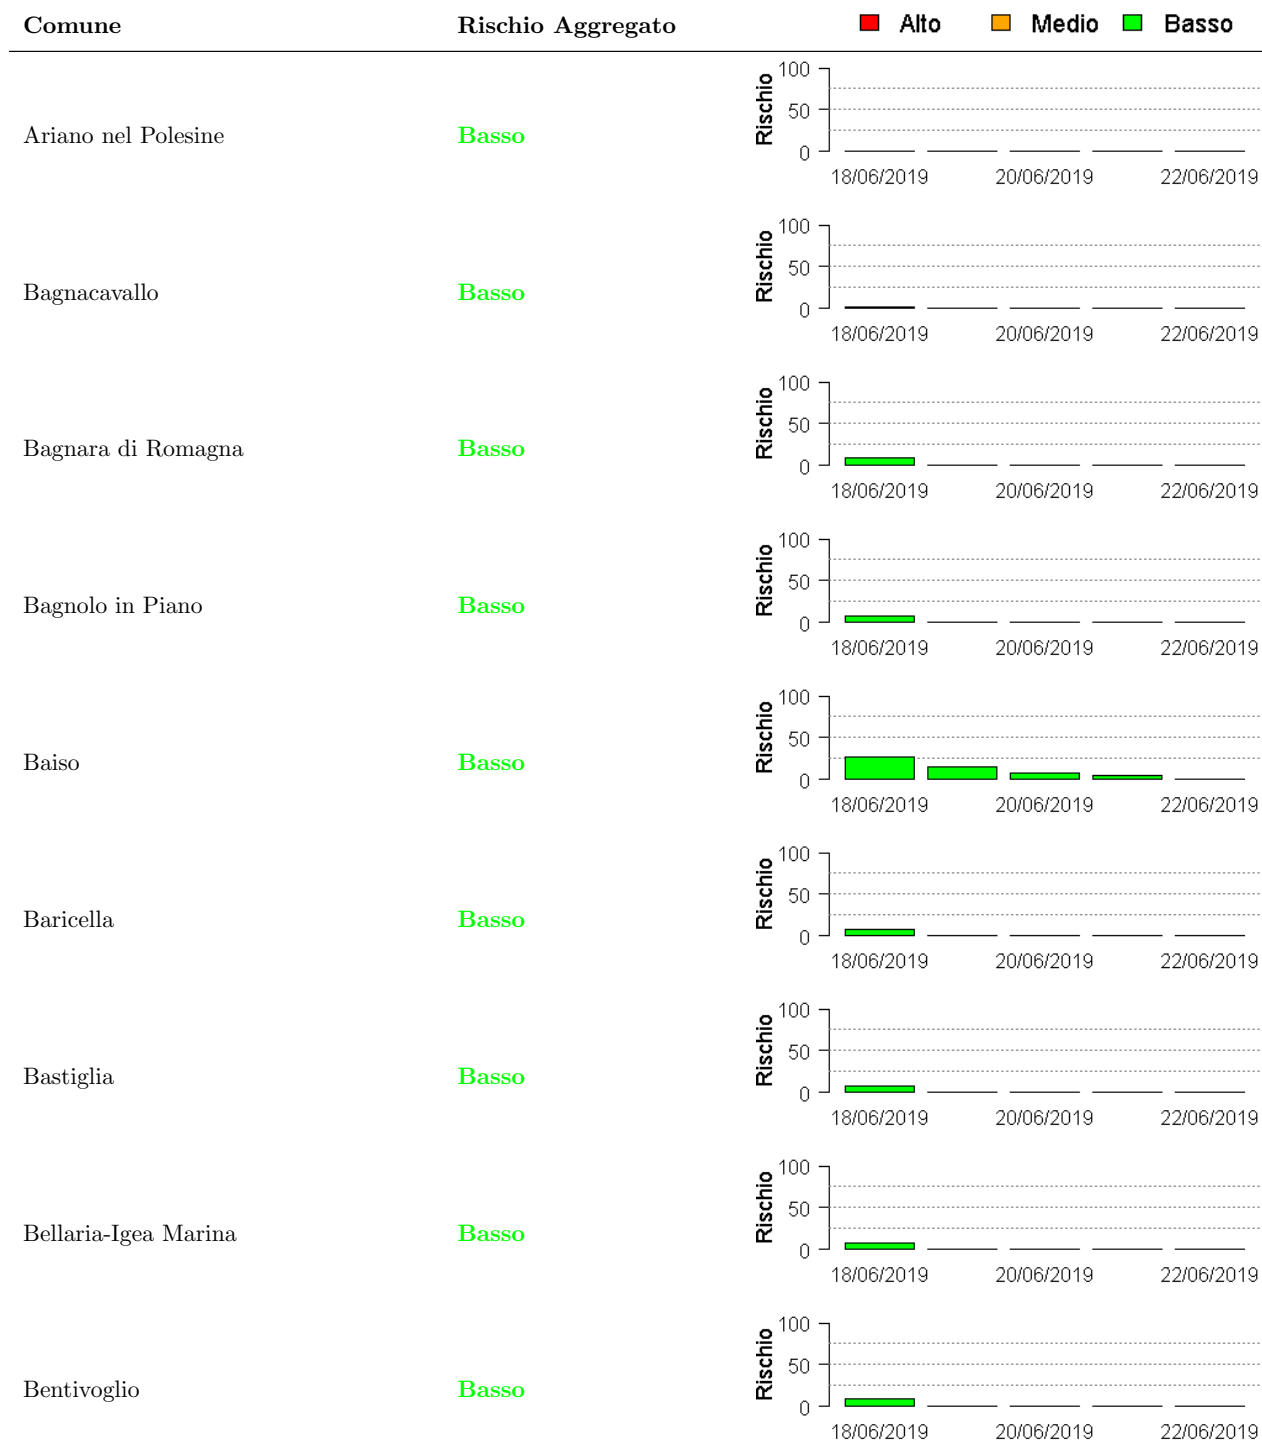 Comune Rischio Aggregato Alto Medio Basso
Ariano nel Polesine Basso Rischio 100 50 0
18/06/2019 20/06/2019 22/06/2019
Bagnacavallo Basso Rischio 100 50 0
18/06/2019 20/06/2019 22/06/2019
Bagnara di Romagna Basso Rischio 100 50 0
18/06/2019 20/06/2019 22/06/2019
Bagnolo in Piano Basso Rischio 100 50 0
18/06/2019 20/06/2019 22/06/2019
Baiso Basso Rischio 100 50 0
18/06/2019 20/06/2019 22/06/2019
Baricella Basso Rischio 100 50 0
18/06/2019 20/06/2019 22/06/2019
Bastiglia Basso Rischio 100 50 0
18/06/2019 20/06/2019 22/06/2019
Bellaria-Igea Marina Basso Rischio 100 50 0
18/06/2019 20/06/2019 22/06/2019
Bentivoglio Basso Rischio 100 50 0
18/06/2019 20/06/2019 22/06/2019